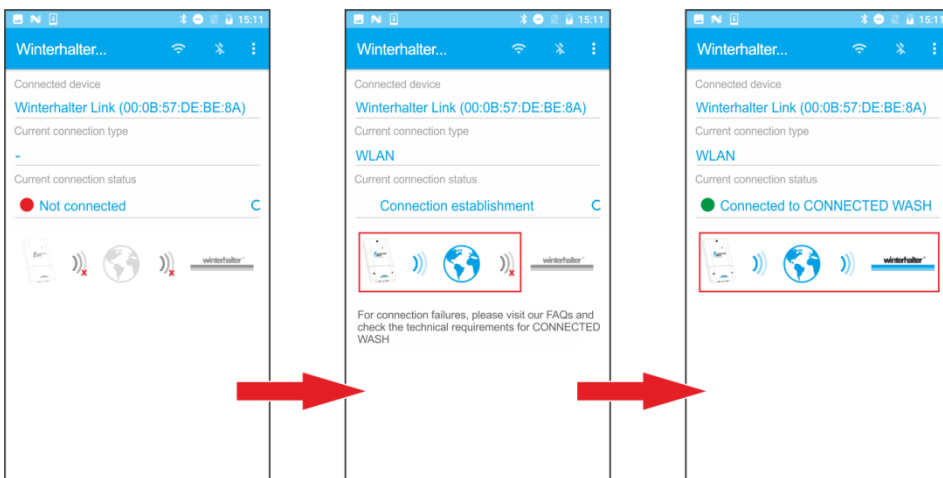 15:11
Winterhalter...
Connected device
Winterhalter Link (00:0B:57:DE:BE:8A)
Current connection type
-
Current connection status
Not connected
winterhalter
15:11
Winterhalter...
Connected device
Winterhalter Link (00:0B:57:DE:BE:8A)
Current connection type
WLAN
Current connection status
Connection establishment
winterhalter
For connection failures, please visit our FAQs and
check the technical requirements for CONNECTED
WASH
15:11
Winterhalter...
Connected device
Winterhalter Link (00:0B:57:DE:BE:8A)
Current connection type
WLAN
Current connection status
Connected to CONNECTED WASH
winterhalter